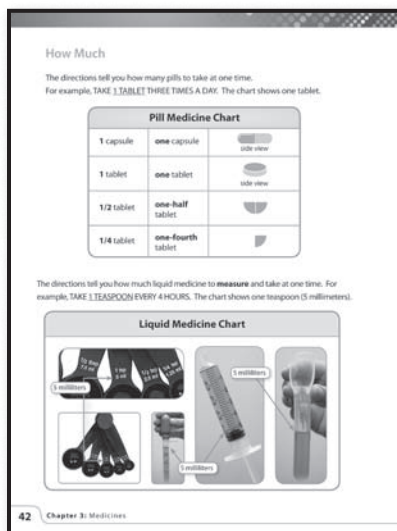 How Much
The directions tell you how many pills to take at one time.
For example, TAKE 1 TABLET THREE TIMES A DAY. The chart shows one tablet.
Pill Medicine Chart
1 capsule one capsule side view
1 tablet one tablet side view
1/2 tablet one-half tablet
1/4 tablet one-fourth tablet
The directions tell you how much liquid medicine to measure and take at one time. For
example, TAKE 1 TEASPOON EVERY 4 HOURS. The chart shows one teaspoon (5 millimeters).
Liquid Medicine Chart
5 milliliters
5 milliliters
5 milliliters
42 Chapter 3: Medicines